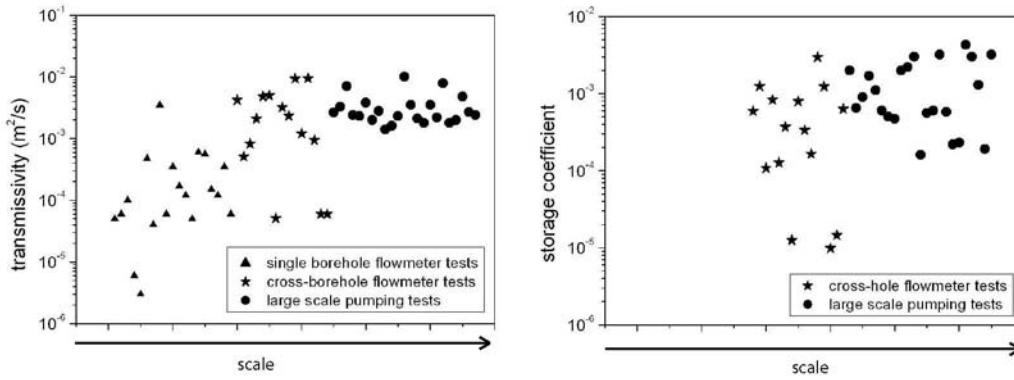 transmissivity (m²/s)
10⁻¹
10⁻²
10⁻³
10⁻⁴
10⁻⁵
10⁻⁶
single borehole flowmeter tests
cross-borehole flowmeter tests
large scale pumping tests
scale
storage coefficient
10⁻²
10⁻³
10⁻⁴
10⁻⁵
10⁻⁶
cross-hole flowmeter tests
large scale pumping tests
scale